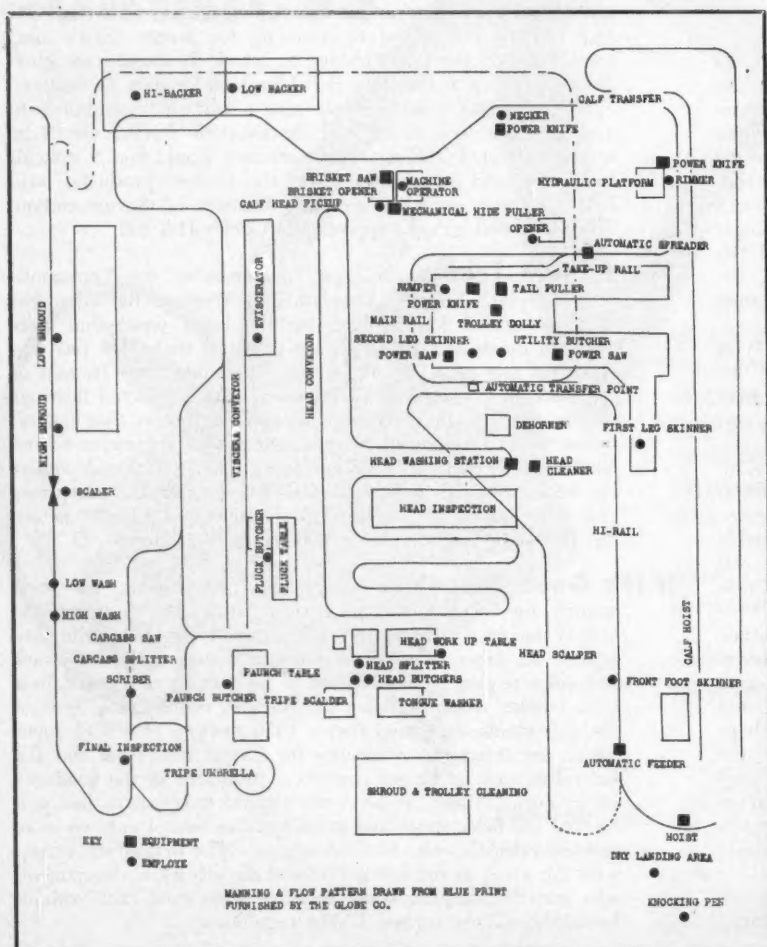 HI-BACKER
LOW BACKER
CALF TRANSFER
NECKER
POWER KNIFE
BRISKET SAW
MACHINE
OPERATOR
BRISKET OPENER
CALF HEAD PICKUP
MECHANICAL HIDE PULLER
HYDRAULIC PLATFORM
POWER KNIFE
RIMMER
OPENER
AUTOMATIC SPREADER
TAKE-UP RAIL
RUMPER
TAIL PULLER
POWER KNIFE
MAIN RAIL
TROLLEY DOLLY
SECOND LEG SKINNER
UTILITY BUTCHER
POWER SAW
POWER SAW
AUTOMATIC TRANSFER POINT
LOW SHROUD
EVISCERATOR
HEAD CONVEYOR
VISCERA CONVEYOR
HIGH SHROUD
DEHORNER
FIRST LEG SKINNER
HEAD WASHING STATION
HEAD
CLEANER
SCALER
HEAD INSPECTION
HI-RAIL
PLUCK BUTCHER
PLUCK TABLE
LOW WASH
HIGH WASH
CALF HOIST
CARCASS SAW
CARCASS SPLITTER
SCRIBER
HEAD WORK UP TABLE
HEAD SCALPER
PAUNCH TABLE
HEAD SPLITTER
HEAD BUTCHERS
FRONT FOOT SKINNER
PAUNCH BUTCHER
TRIPE SCALDER
TONGUE WASHER
FINAL INSPECTION
TRIPE UMBRELLA
AUTOMATIC FEEDER
SHROUD & TROLLEY CLEANING
HOIST
KEY
EQUIPMENT
EMPLOYE
DRY LANDING AREA
MANNING & FLOW PATTERN DRAWN FROM BLUE PRINT
FURNISHED BY THE GLOBE CO.
KNOCKING PEN